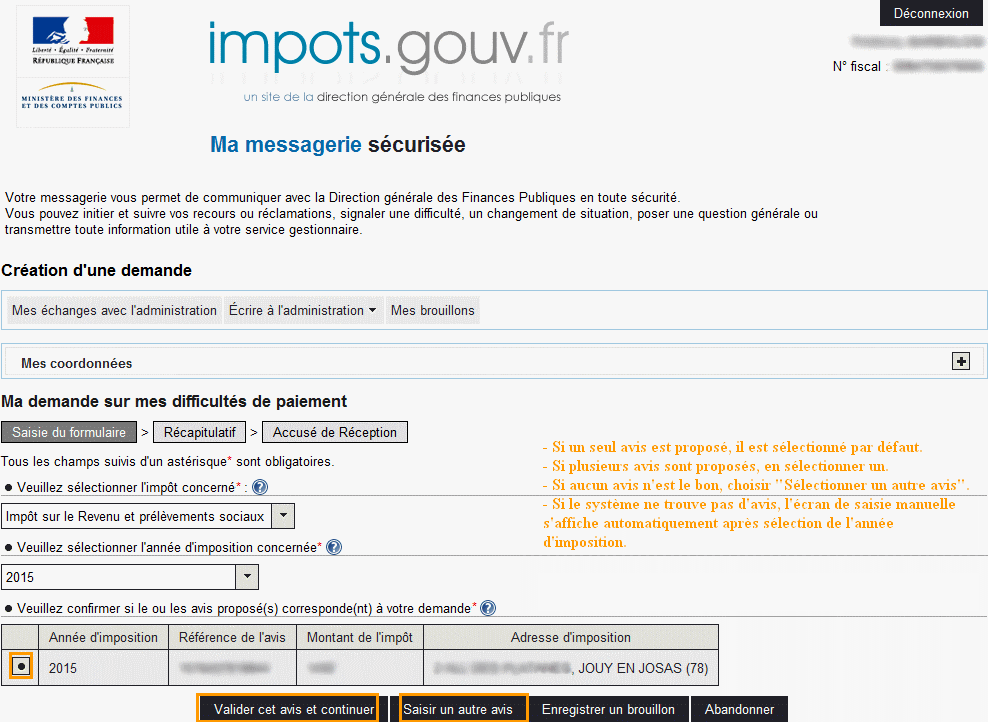 Déconnexion
Liberté • Égalité • Fraternité
RÉPUBLIQUE FRANÇAISE
MINISTÈRE DES FINANCES
ET DES COMPTES PUBLICS
impots.gouv.fr
un site de la direction générale des finances publiques
N° fiscal :
Ma messagerie sécurisée
Votre messagerie vous permet de communiquer avec la Direction générale des Finances Publiques en toute sécurité.
Vous pouvez initier et suivre vos recours ou réclamations, signaler une difficulté, un changement de situation, poser une question générale ou
transmettre toute information utile à votre service gestionnaire.
Création d'une demande
Mes échanges avec l'administration Écrire à l'administration Mes brouillons
Mes coordonnées
Ma demande sur mes difficultés de paiement
Saisie du formulaire > Récapitulatif > Accusé de Réception
Tous les champs suivis d'un astérisque* sont obligatoires.
- Si un seul avis est proposé, il est sélectionné par défaut.
- Si plusieurs avis sont proposés, en sélectionner un.
- Si aucun avis n'est le bon, choisir "Sélectionner un autre avis".
- Si le système ne trouve pas d'avis, l'écran de saisie manuelle
s'affiche automatiquement après sélection de l'année
d'imposition.
● Veuillez sélectionner l'impôt concerné* : ?
Impôt sur le Revenu et prélèvements sociaux
● Veuillez sélectionner l'année d'imposition concernée* ?
2015
● Veuillez confirmer si le ou les avis proposé(s) corresponde(nt) à votre demande* ?
Année d'imposition Référence de l'avis Montant de l'impôt Adresse d'imposition
2015 , JOUY EN JOSAS (78)
Valider cet avis et continuer Saisir un autre avis Enregistrer un brouillon Abandonner